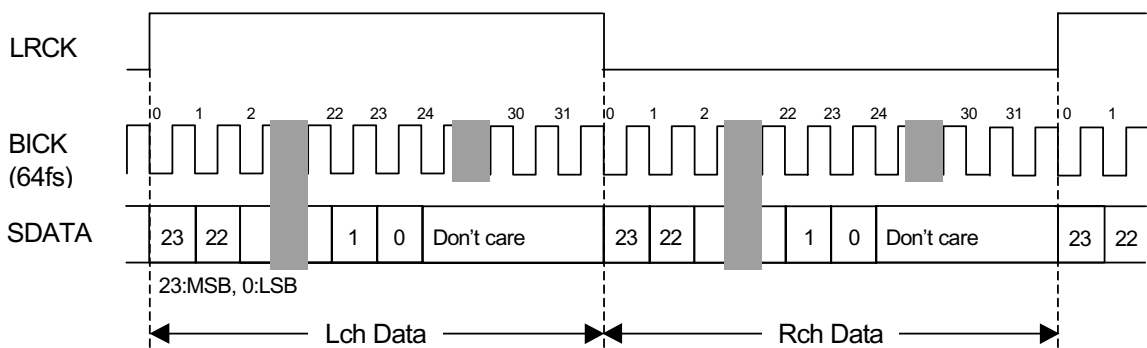 LRCK
0 1 2 22 23 24 30 31 0 1 2 22 23 24 30 31 0 1
BICK
(64fs)
SDATA 23 22 1 0 Don't care 23 22 1 0 Don't care 23 22
23:MSB, 0:LSB
Lch Data Rch Data